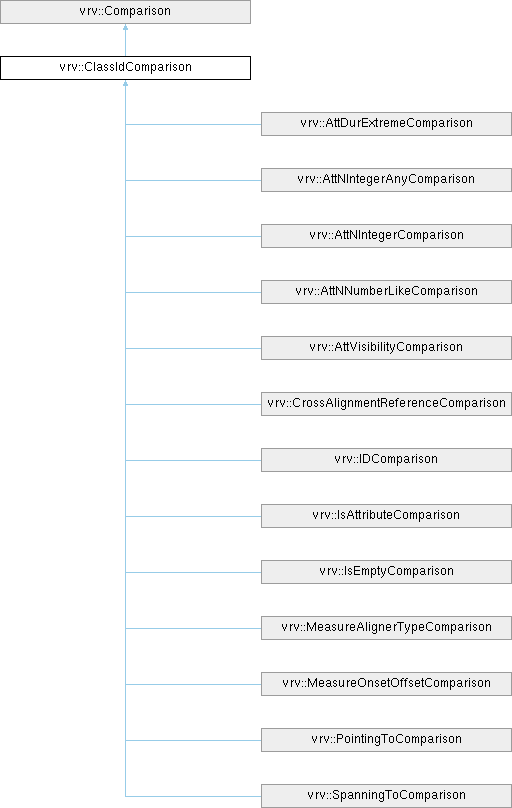 vrv::Comparison
vrv::ClassIdComparison
vrv::AttDurExtremeComparison
vrv::AttNIntegerAnyComparison
vrv::AttNIntegerComparison
vrv::AttNNumberLikeComparison
vrv::AttVisibilityComparison
vrv::CrossAlignmentReferenceComparison
vrv::IDComparison
vrv::IsAttributeComparison
vrv::IsEmptyComparison
vrv::MeasureAlignerTypeComparison
vrv::MeasureOnsetOffsetComparison
vrv::PointingToComparison
vrv::SpanningToComparison